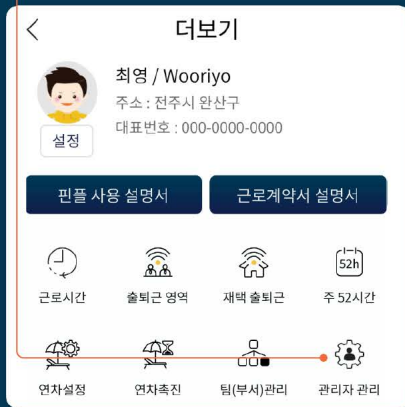 더보기
최영 / Wooriyo
주소 : 전주시 완산구
대표번호 : 000-0000-0000
설정
핀플 사용 설명서 근로계약서 설명서
근로시간 출퇴근 영역 재택 출퇴근 주 52시간
52h
연차설정 연차촉진 팀(부서)관리 관리자 관리